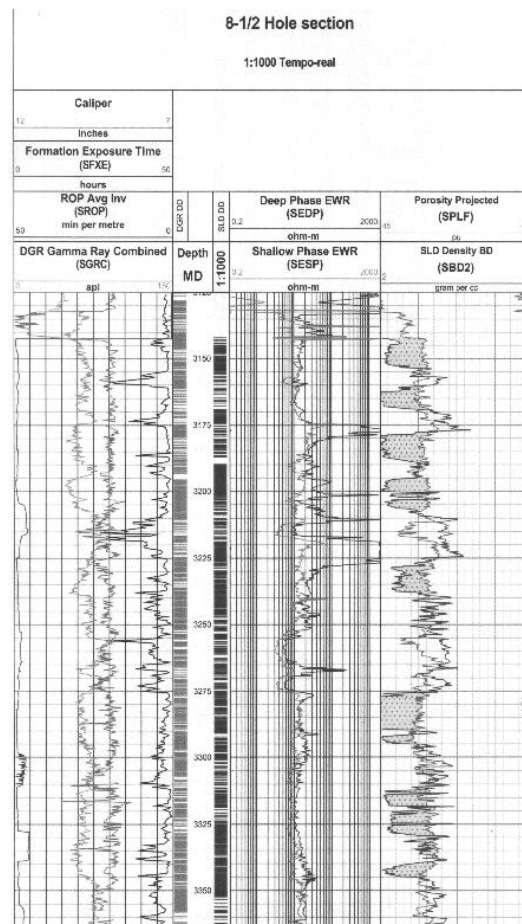 8-1/2 Hole section
1:1000 Tempo-real
Caliper
12 7
inches
Formation Exposure Time
(SFXE)
0 50
hours
ROP Avg Inv
(SROP)
50 min per metre 0
DGR Gamma Ray Combined
(SGRC)
0 api 150
DGR DD
Depth
MD
SLD DD
1:1000
Deep Phase EWR
(SEDP)
0.2 2000
ohm-m
Shallow Phase EWR
(SESP)
0.2 2000
ohm-m
Porosity Projected
(SPLF)
45 pu
SLD Density BD
(SBD2)
2 gram per cc
3150
3175
3200
3225
3250
3275
3300
3325
3350